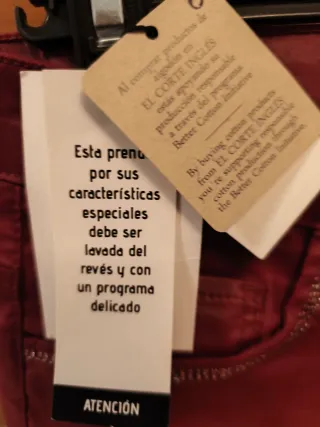 Al comprar productos de
algodón en
EL CORTE INGLÉS
estás apoyando su
producción responsable
a través del programa
Better Cotton Initiative
By buying cotton products
from EL CORTE INGLÉS
you're supporting responsible
cotton production through
the Better Cotton Initiative.
Esta
por sus
características
especiales
debe ser
lavada del
revés y con
un programa
delicado
ATENCIÓN